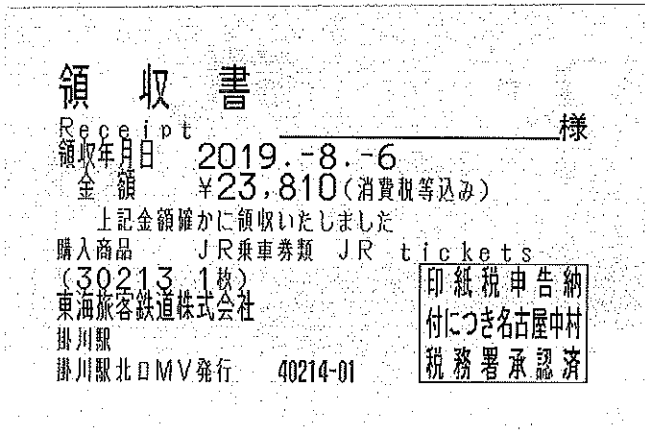 領収書
Receipt 様
領収年月日 2019.-8.-6
金額 ¥23,810(消費税等込み)
上記金額確かに領収いたしました
購入商品 JR乗車券類 JR tickets
(30213 1枚)
東海旅客鉄道株式会社
掛川駅
掛川駅北口MV発行 40214-01
印紙税申告納
付につき名古屋中村
税務署承認済